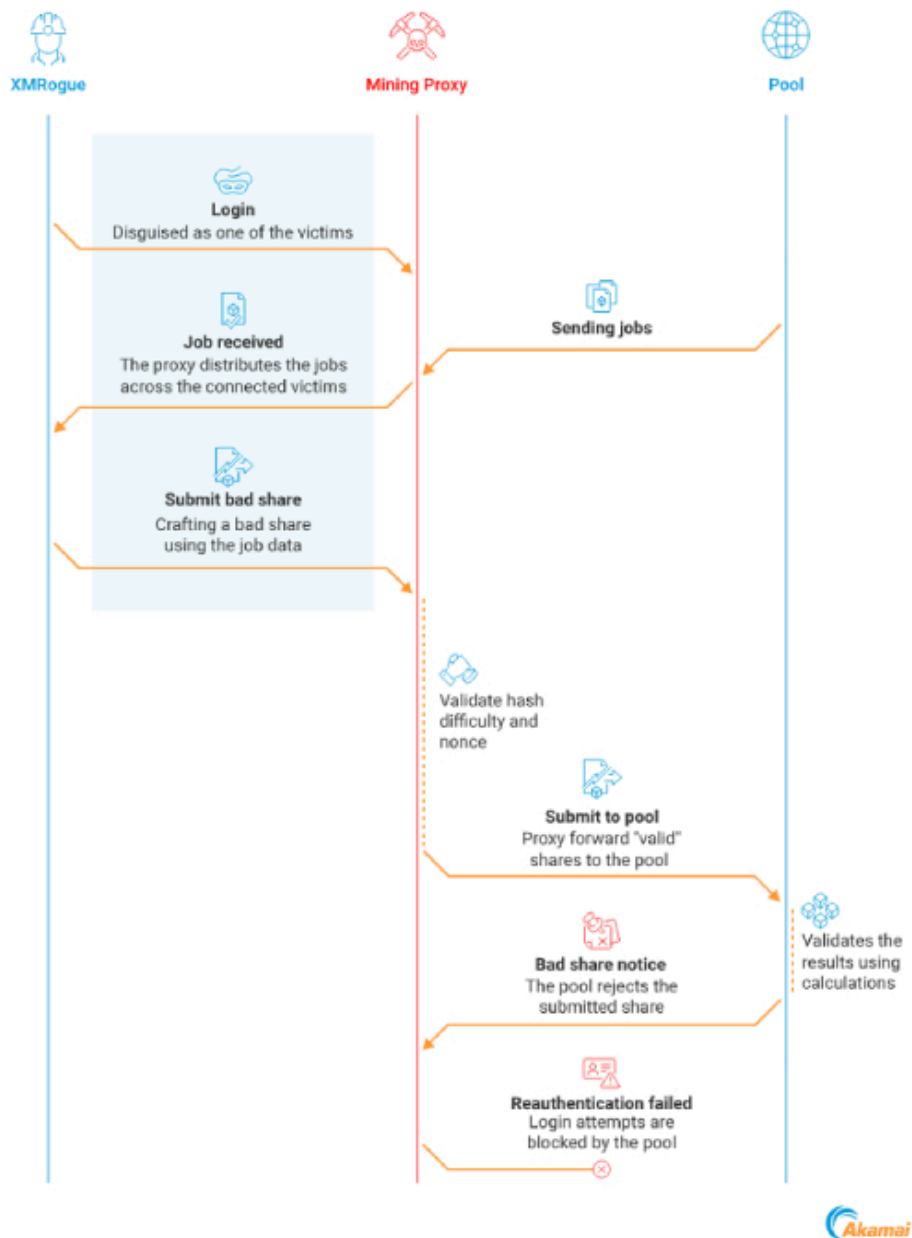 XMRogue
Mining Proxy
Pool
Login
Disguised as one of the victims
Sending jobs
Job received
The proxy distributes the jobs
across the connected victims
Submit bad share
Crafting a bad share
using the job data
Validate hash
difficulty and
nonce
Submit to pool
Proxy forward "valid"
shares to the pool
Validates the
results using
calculations
Bad share notice
The pool rejects the
submitted share
Reauthentication failed
Login attempts are
blocked by the pool
Akamai